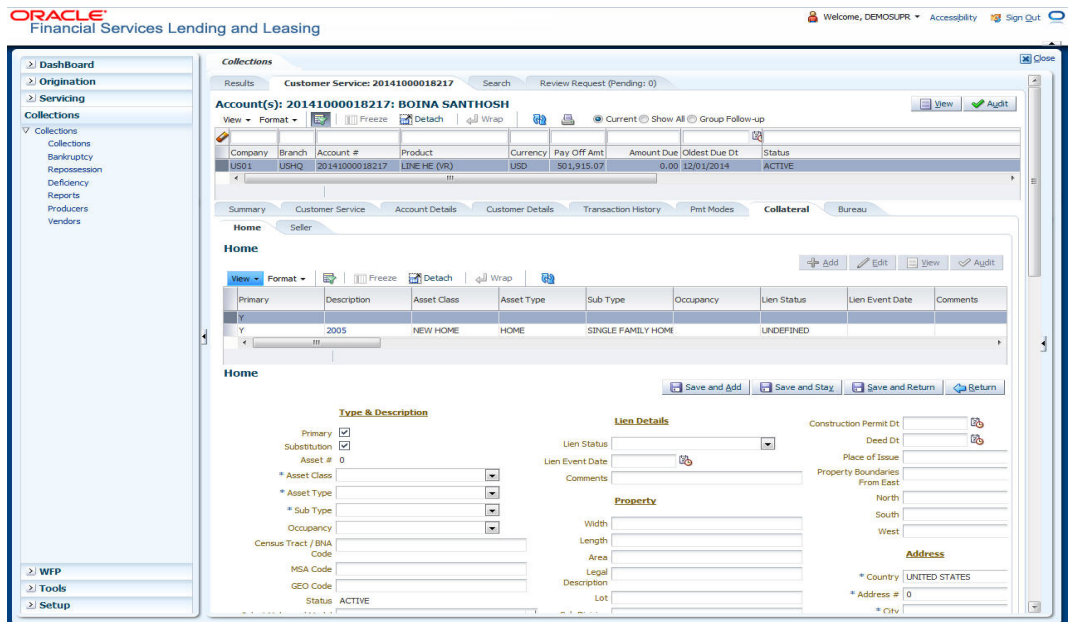 ORACLE
Financial Services Lending and Leasing
Welcome, DEMOSUPR Accessibility Sign Out
Close
DashBoard
Origination
Servicing
Collections
Collections
Collections
Bankruptcy
Repossession
Deficiency
Reports
Producers
Vendors
WFP
Tools
Setup
Collections
Results Customer Service: 20141000018217 Search Review Request (Pending: 0)
Account(s): 20141000018217: BOINA SANTHOSH
View Audit
View Format Freeze Detach Wrap Current Show All Group Follow-up
Company Branch Account # Product Currency Pay Off Amt Amount Due Oldest Due Dt Status
US01 USHQ 20141000018217 LINE HE (VR) USD 501,915.07 0.00 12/01/2014 ACTIVE
Summary Customer Service Account Details Customer Details Transaction History Pmt Modes Collateral Bureau
Home Seller
Home
Add Edit View Audit
View Format Freeze Detach Wrap
Primary Description Asset Class Asset Type Sub Type Occupancy Lien Status Lien Event Date Comments
Y
Y 2005 NEW HOME HOME SINGLE FAMILY HOME UNDEFINED
Home
Save and Add Save and Stay Save and Return Return
Type & Description
Primary
Substitution
Asset # 0
* Asset Class
* Asset Type
* Sub Type
Occupancy
Census Tract / BNA
Code
MSA Code
GEO Code
Status ACTIVE
Lien Details
Lien Status
Lien Event Date
Comments
Property
Width
Length
Area
Legal
Description
Lot
Construction Permit Dt
Deed Dt
Place of Issue
Property Boundaries
From East
North
South
West
Address
* Country UNITED STATES
* Address # 0
* City